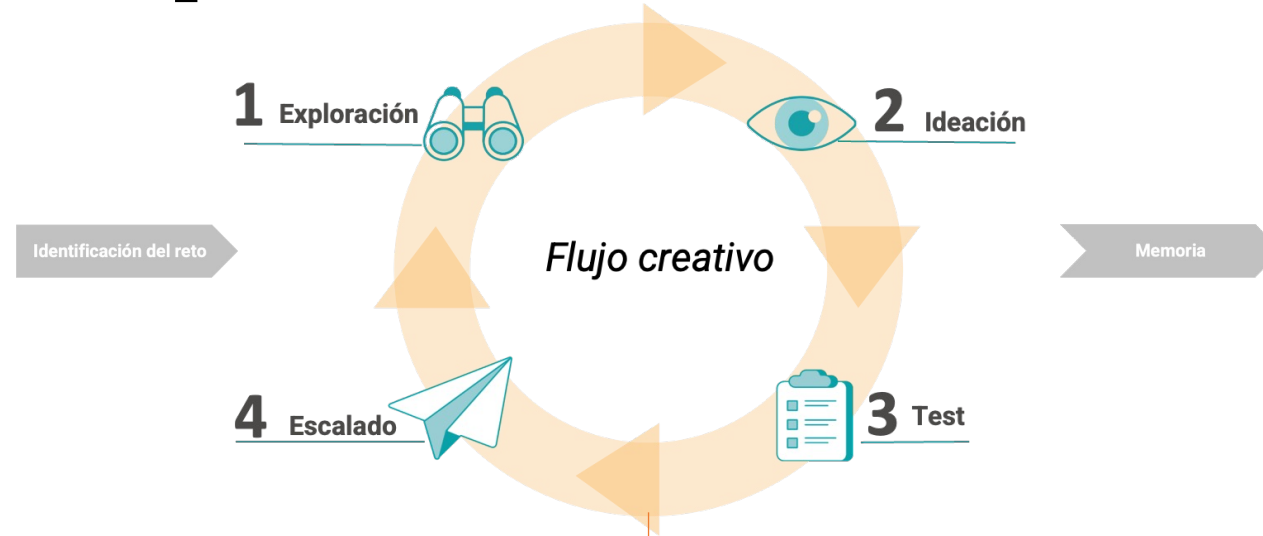 1 Exploración
2 Ideación
Identificación del reto
Flujo creativo
Memoria
4 Escalado
3 Test